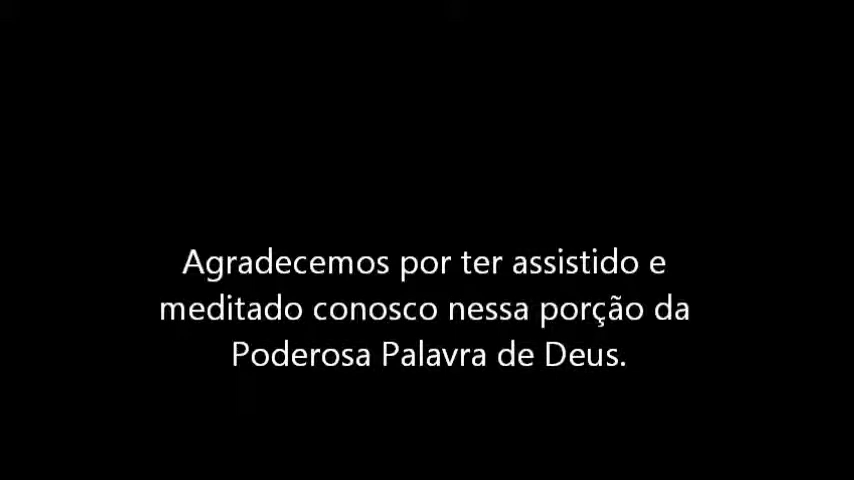 Agradecemos por ter assistido e
meditado conosco nessa porção da
Poderosa Palavra de Deus.